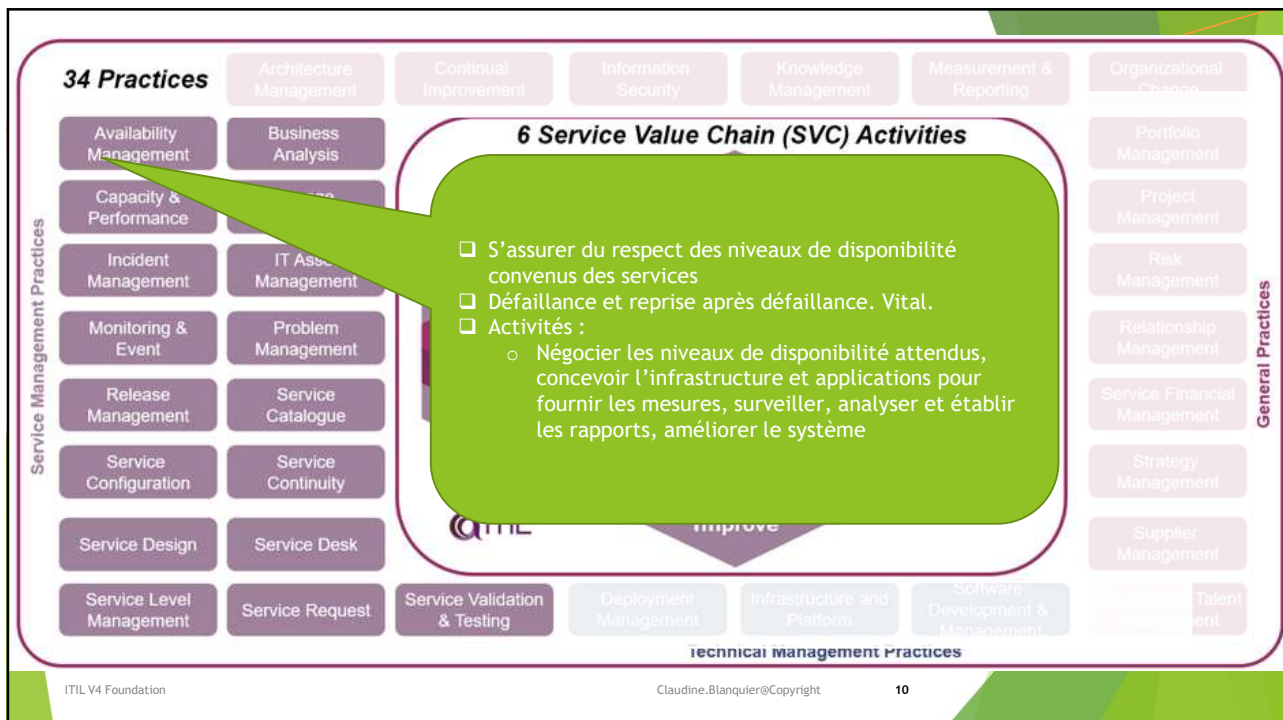 34 Practices
Architecture
Management
Continual
Improvement
Information
Security
Knowledge
Management
Measurement &
Reporting
Organizational
Change
Availability
Management
Business
Analysis
6 Service Value Chain (SVC) Activities
Portfolio
Management
Capacity &
Performance
Project
Management
Incident
Management
IT Asse
Management
Risk
Management
Monitoring &
Event
Problem
Management
Relationship
Management
Release
Management
Service
Catalogue
Service Financial
Management
Service
Configuration
Service
Continuity
Strategy
Management
Service Design
Service Desk
Supplier
Management
Service Level
Management
Service Request
Service Validation
& Testing
Deployment
Management
Infrastructure and
Platform
Software
Development &
Management
Talent
Service Management Practices
General Practices
Technical Management Practices
S'assurer du respect des niveaux de disponibilité
convenus des services
Défaillance et reprise après défaillance. Vital.
Activités :
Négocier les niveaux de disponibilité attendus,
concevoir l'infrastructure et applications pour
fournir les mesures, surveiller, analyser et établir
les rapports, améliorer le système
ITIL
Improve
ITIL V4 Foundation
Claudine.Blanquier@Copyright
10